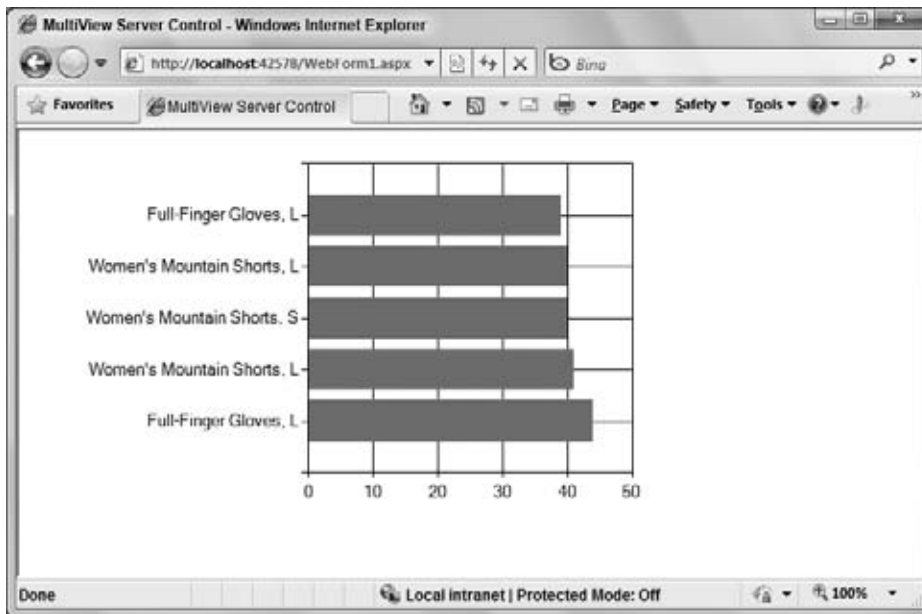 MultiView Server Control - Windows Internet Explorer
http://localhost:42578/WebForm1.aspx
Bing
Favorites
MultiView Server Control
Page
Safety
Tools
Full-Finger Gloves, L
Women's Mountain Shorts, L
Women's Mountain Shorts, S
Women's Mountain Shorts, L
Full-Finger Gloves, L
0 10 20 30 40 50
Done
Local intranet | Protected Mode: Off
100%